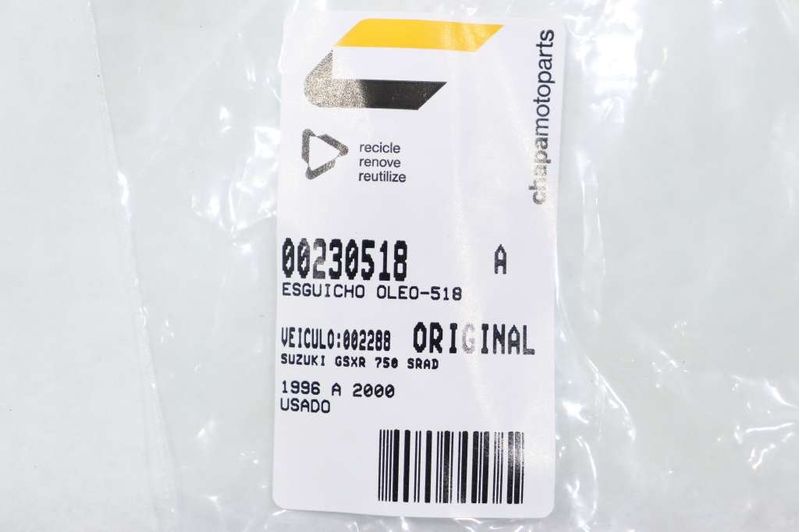 chapamotoparts
recicle
renove
reutilize
00230518 A
ESGUICHO OLEO-518
VEICULO:002288 ORIGINAL
SUZUKI GSXR 750 SRAD
1996 A 2000
USADO